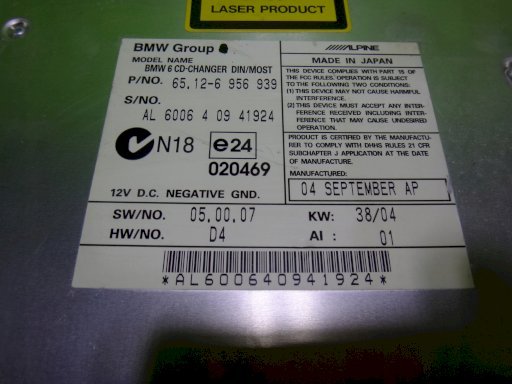 LASER PRODUCT
BMW Group
MODEL NAME
BMW 6 CD-CHANGER DIN/MOST
P/NO. 65.12-6 956 939
S/NO.
AL 6006 4 09 41924
N18 e24
020469
12V D.C. NEGATIVE GND.
ALPINE
MADE IN JAPAN
THIS DEVICE COMPLIES WITH PART 15 OF
THE FCC RULES. OPERATION IS SUBJECT
TO THE FOLLOWING TWO CONDITIONS:
(1) THIS DEVICE MAY NOT CAUSE HARMFUL
INTERFERENCE.
(2) THIS DEVICE MUST ACCEPT ANY INTER-
FERENCE RECEIVED INCLUDING INTER-
FERENCE THAT MAY CAUSE UNDESIRED
OPERATION.
PRODUCT IS CERTIFIED BY THE MANUFACTU-
RER TO COMPLY WITH DHHS RULES 21 CFR
SUBCHAPTER J APPLICATION AT THE DATE
OF MANUFACTURE.
MANUFACTURED:
04 SEPTEMBER AP
SW/NO. 05.00.07 KW: 38/04
HW/NO. D4 AI : 01
*AL600640941924*